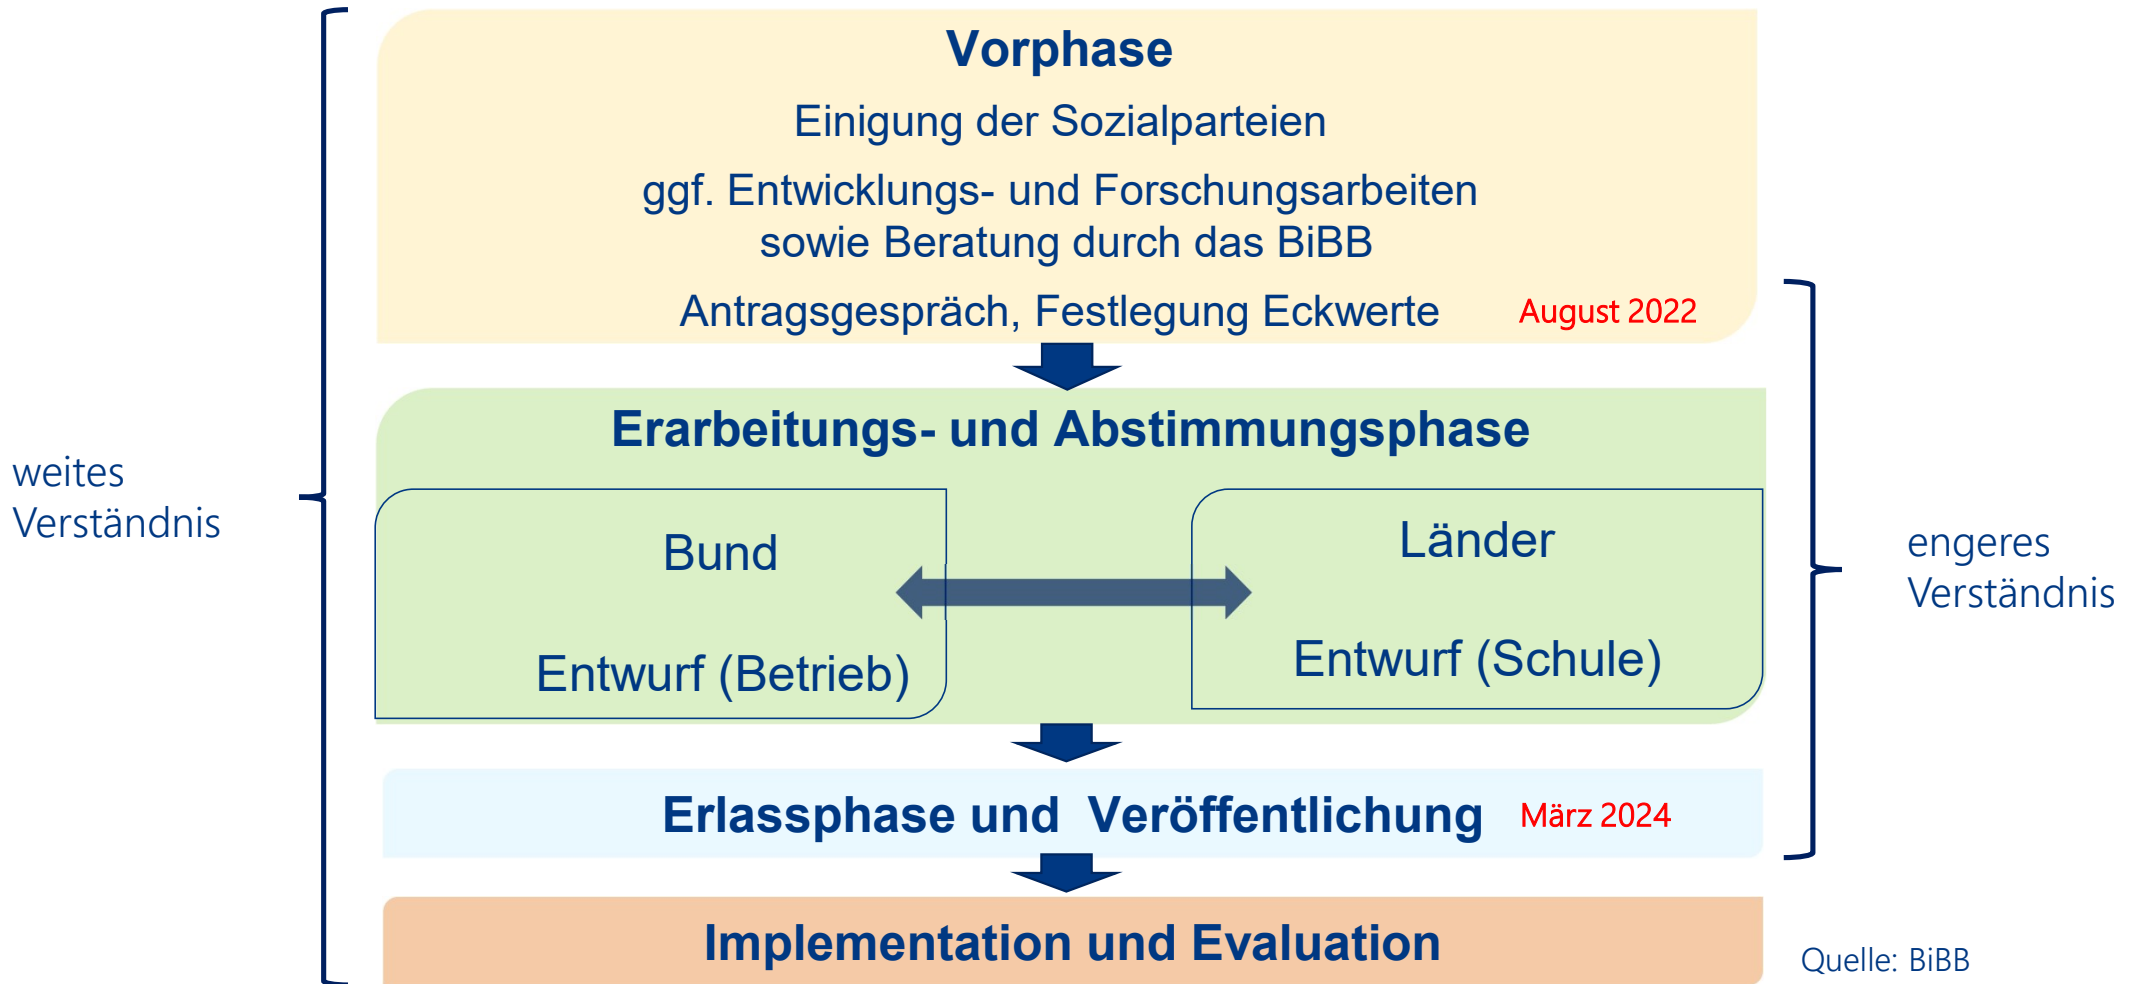 Vorphase
Einigung der Sozialparteien
ggf. Entwicklungs- und Forschungsarbeiten
sowie Beratung durch das BiBB
Antragsgespräch, Festlegung Eckwerte August 2022
Erarbeitungs- und Abstimmungsphase
weites
Verständnis
Bund
Entwurf (Betrieb)
Länder
Entwurf (Schule)
engeres
Verständnis
Erlassphase und Veröffentlichung März 2024
Implementation und Evaluation
Quelle: BiBB